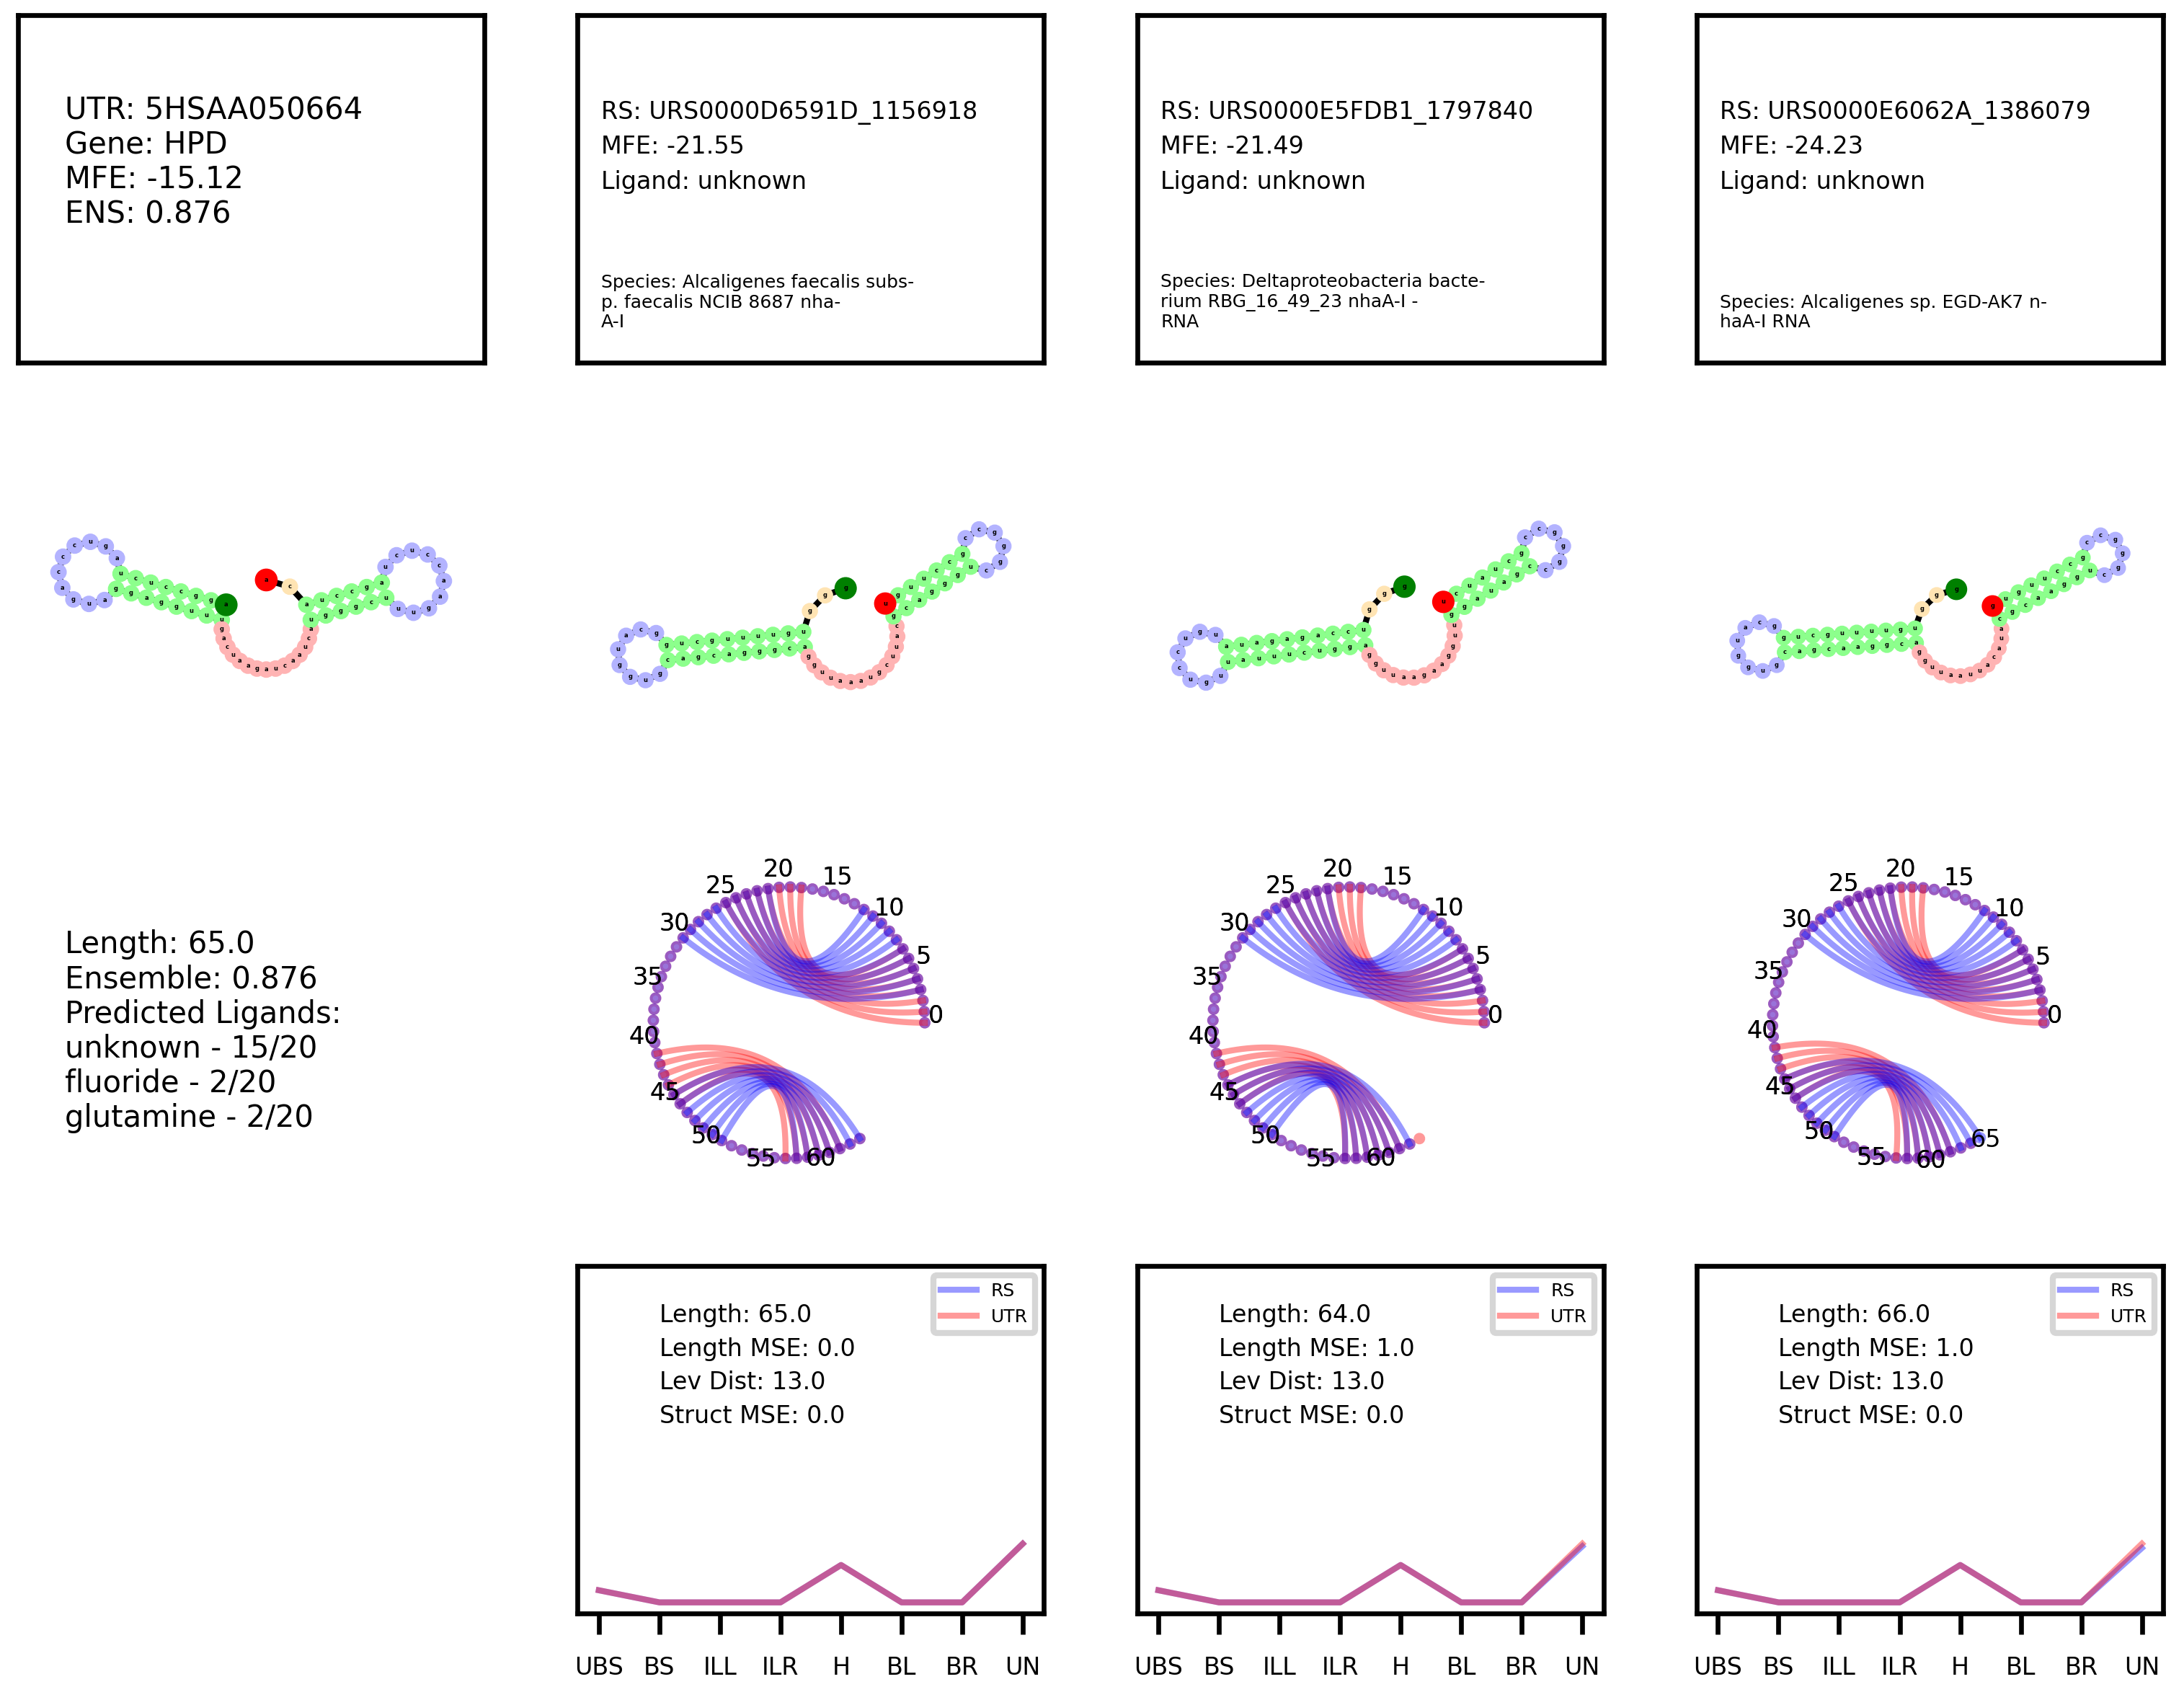 UTR: 5HSAA050664
Gene: HPD
MFE: -15.12
ENS: 0.876
RS: URS0000D6591D_1156918
MFE: -21.55
Ligand: unknown
Species: Alcaligenes faecalis subs-
p. faecalis NCIB 8687 nha-
A-I
RS: URS0000E5FDB1_1797840
MFE: -21.49
Ligand: unknown
Species: Deltaproteobacteria bacte-
rium RBG_16_49_23 nhaA-I -
RNA
RS: URS0000E6062A_1386079
MFE: -24.23
Ligand: unknown
Species: Alcaligenes sp. EGD-AK7 n-
haA-I RNA
Length: 65.0
Ensemble: 0.876
Predicted Ligands:
unknown - 15/20
fluoride - 2/20
glutamine - 2/20
0
5
10
15
20
25
30
35
40
45
50
55
60
0
5
10
15
20
25
30
35
40
45
50
55
60
0
5
10
15
20
25
30
35
40
45
50
55
60
65
RS
UTR
Length: 65.0
Length MSE: 0.0
Lev Dist: 13.0
Struct MSE: 0.0
UBS BS ILL ILR H BL BR UN
RS
UTR
Length: 64.0
Length MSE: 1.0
Lev Dist: 13.0
Struct MSE: 0.0
UBS BS ILL ILR H BL BR UN
RS
UTR
Length: 66.0
Length MSE: 1.0
Lev Dist: 13.0
Struct MSE: 0.0
UBS BS ILL ILR H BL BR UN